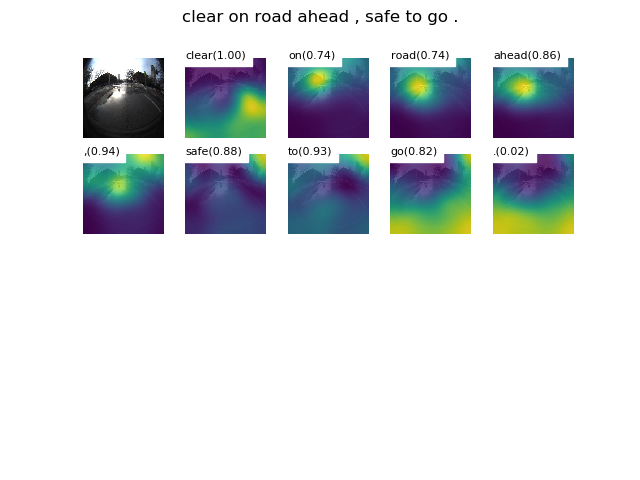 clear on road ahead , safe to go .
clear(1.00) on(0.74) road(0.74) ahead(0.86)
,(0.94) safe(0.88) to(0.93) go(0.82) .(0.02)